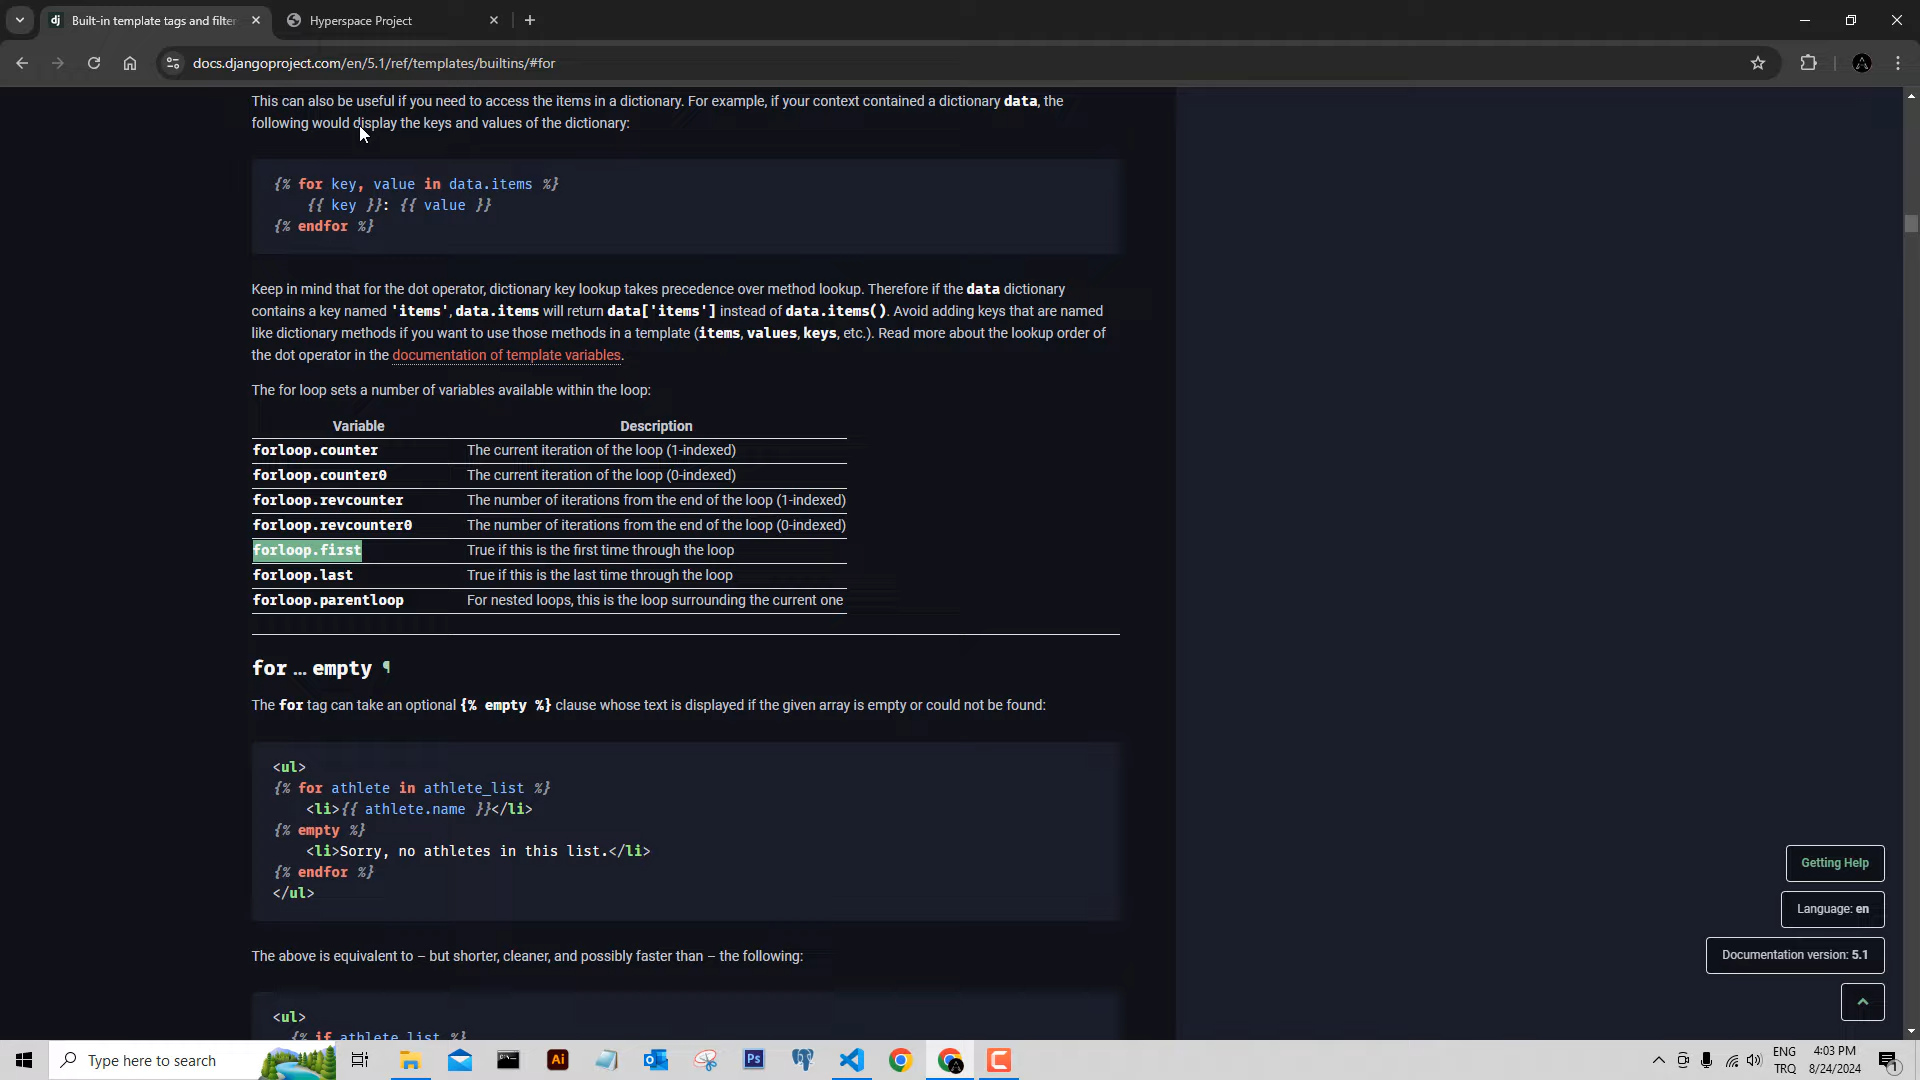 Built-in template tags and filter
Hyperspace Project
docs.djangoproject.com/en/5.1/ref/templates/builtins/#for
This can also be useful if you need to access the items in a dictionary. For example, if your context contained a dictionary data, the
following would display the keys and values of the dictionary:
{% for key, value in data.items %}
{{ key }}: {{ value }}
{% endfor %}
Keep in mind that for the dot operator, dictionary key lookup takes precedence over method lookup. Therefore if the data dictionary
contains a key named 'items', data.items will return data['items'] instead of data.items(). Avoid adding keys that are named
like dictionary methods if you want to use those methods in a template (items, values, keys, etc.). Read more about the lookup order of
the dot operator in the documentation of template variables.
The for loop sets a number of variables available within the loop:
Variable Description
forloop.counter The current iteration of the loop (1-indexed)
forloop.counter0 The current iteration of the loop (0-indexed)
forloop.revcounter The number of iterations from the end of the loop (1-indexed)
forloop.revcounter0 The number of iterations from the end of the loop (0-indexed)
forloop.first True if this is the first time through the loop
forloop.last True if this is the last time through the loop
forloop.parentloop For nested loops, this is the loop surrounding the current one
for … empty ¶
The for tag can take an optional {% empty %} clause whose text is displayed if the given array is empty or could not be found:
<ul>
{% for athlete in athlete_list %}
<li>{{ athlete.name }}</li>
{% empty %}
<li>Sorry, no athletes in this list.</li>
{% endfor %}
</ul>
The above is equivalent to – but shorter, cleaner, and possibly faster than – the following:
<ul>
{% if athlete_list %}
Getting Help
Language: en
Documentation version: 5.1
Type here to search
Ai
Ps
ENG
TRQ
4:03 PM
8/24/2024
1